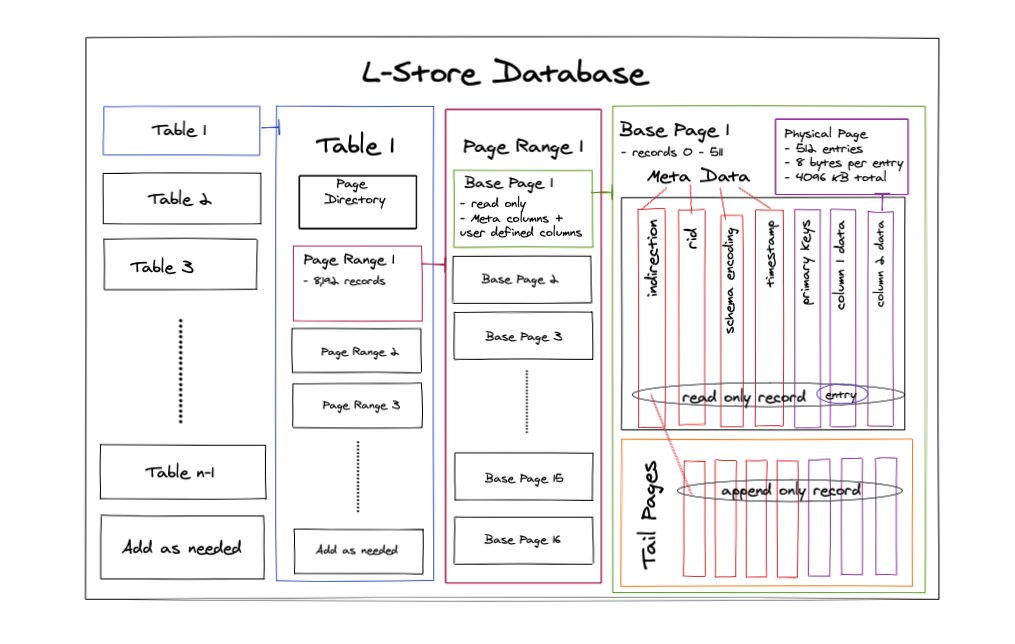 L-Store Database
Table 1
Table 2
Table 3
Table n-1
Add as needed
Table 1
Page
Directory
Page Range 1
- 8,192 records
Page Range 2
Page Range 3
Add as needed
Page Range 1
Base Page 1
- read only
- Meta columns +
user defined columns
Base Page 2
Base Page 3
Base Page 15
Base Page 16
Base Page 1
- records 0 - 511
Physical Page
- 512 entries
- 8 bytes per entry
- 4096 KB total
Meta Data
indirection
rid
schema encoding
timestamp
primary keys
column 1 data
column 2 data
read only record
entry
Tail Pages
append only record